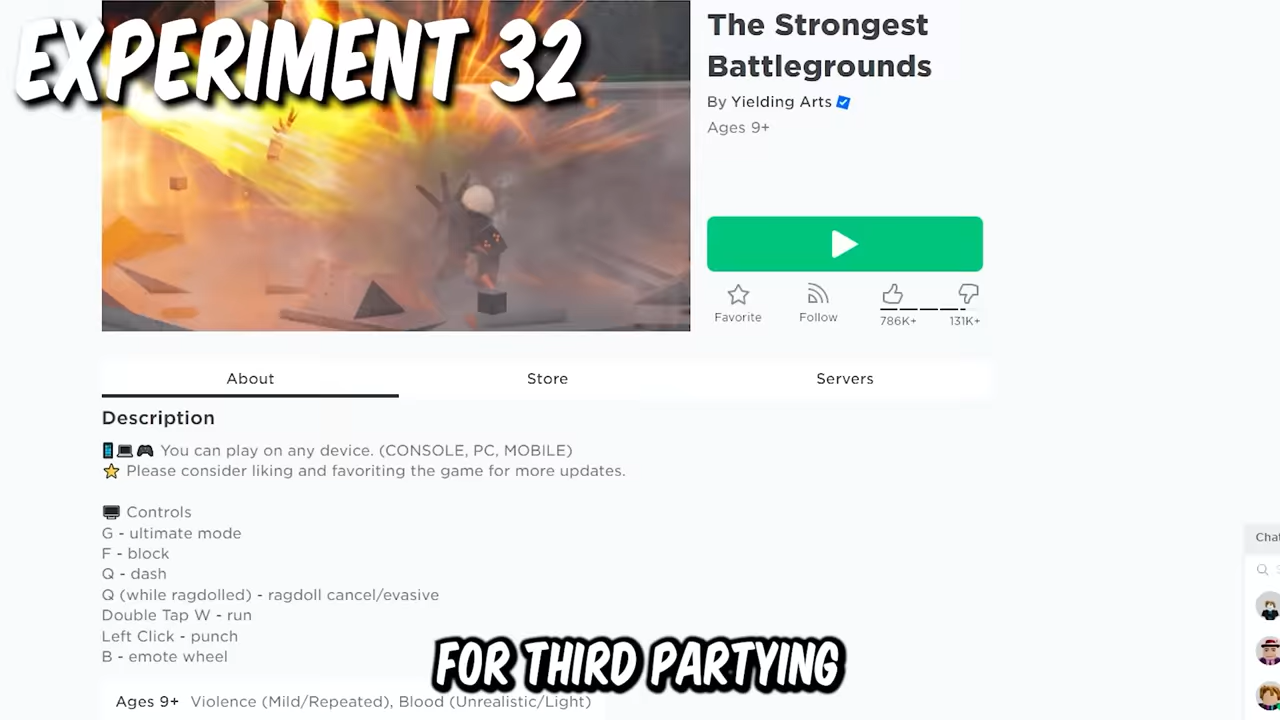 EXPERIMENT 32
The Strongest
Battlegrounds
By Yielding Arts
Ages 9+
Favorite
Follow
786K+
131K+
About
Store
Servers
Description
You can play on any device. (CONSOLE, PC, MOBILE)
Please consider liking and favoriting the game for more updates.
Controls
G - ultimate mode
F - block
Q - dash
Q (while ragdolled) - ragdoll cancel/evasive
Double Tap W - run
Left Click - punch
B - emote wheel
FOR THIRD PARTYING
Ages 9+ Violence (Mild/Repeated), Blood (Unrealistic/Light)
Chat